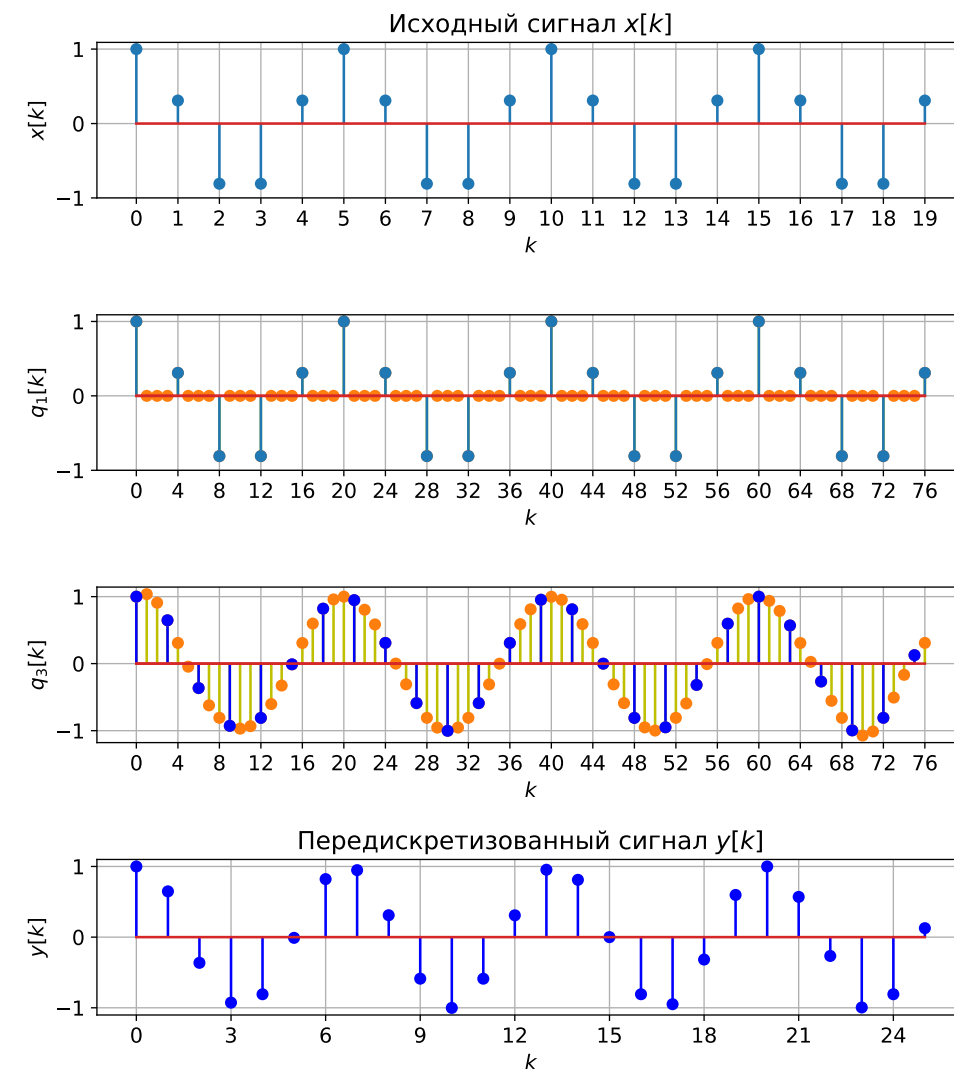 Исходный сигнал x[k]
1
0
−1
x[k]
0 1 2 3 4 5 6 7 8 9 10 11 12 13 14 15 16 17 18 19
k
1
0
−1
q₁[k]
0 4 8 12 16 20 24 28 32 36 40 44 48 52 56 60 64 68 72 76
k
1
0
−1
q₃[k]
0 4 8 12 16 20 24 28 32 36 40 44 48 52 56 60 64 68 72 76
k
Передискретизованный сигнал y[k]
1
0
−1
y[k]
0 3 6 9 12 15 18 21 24
k